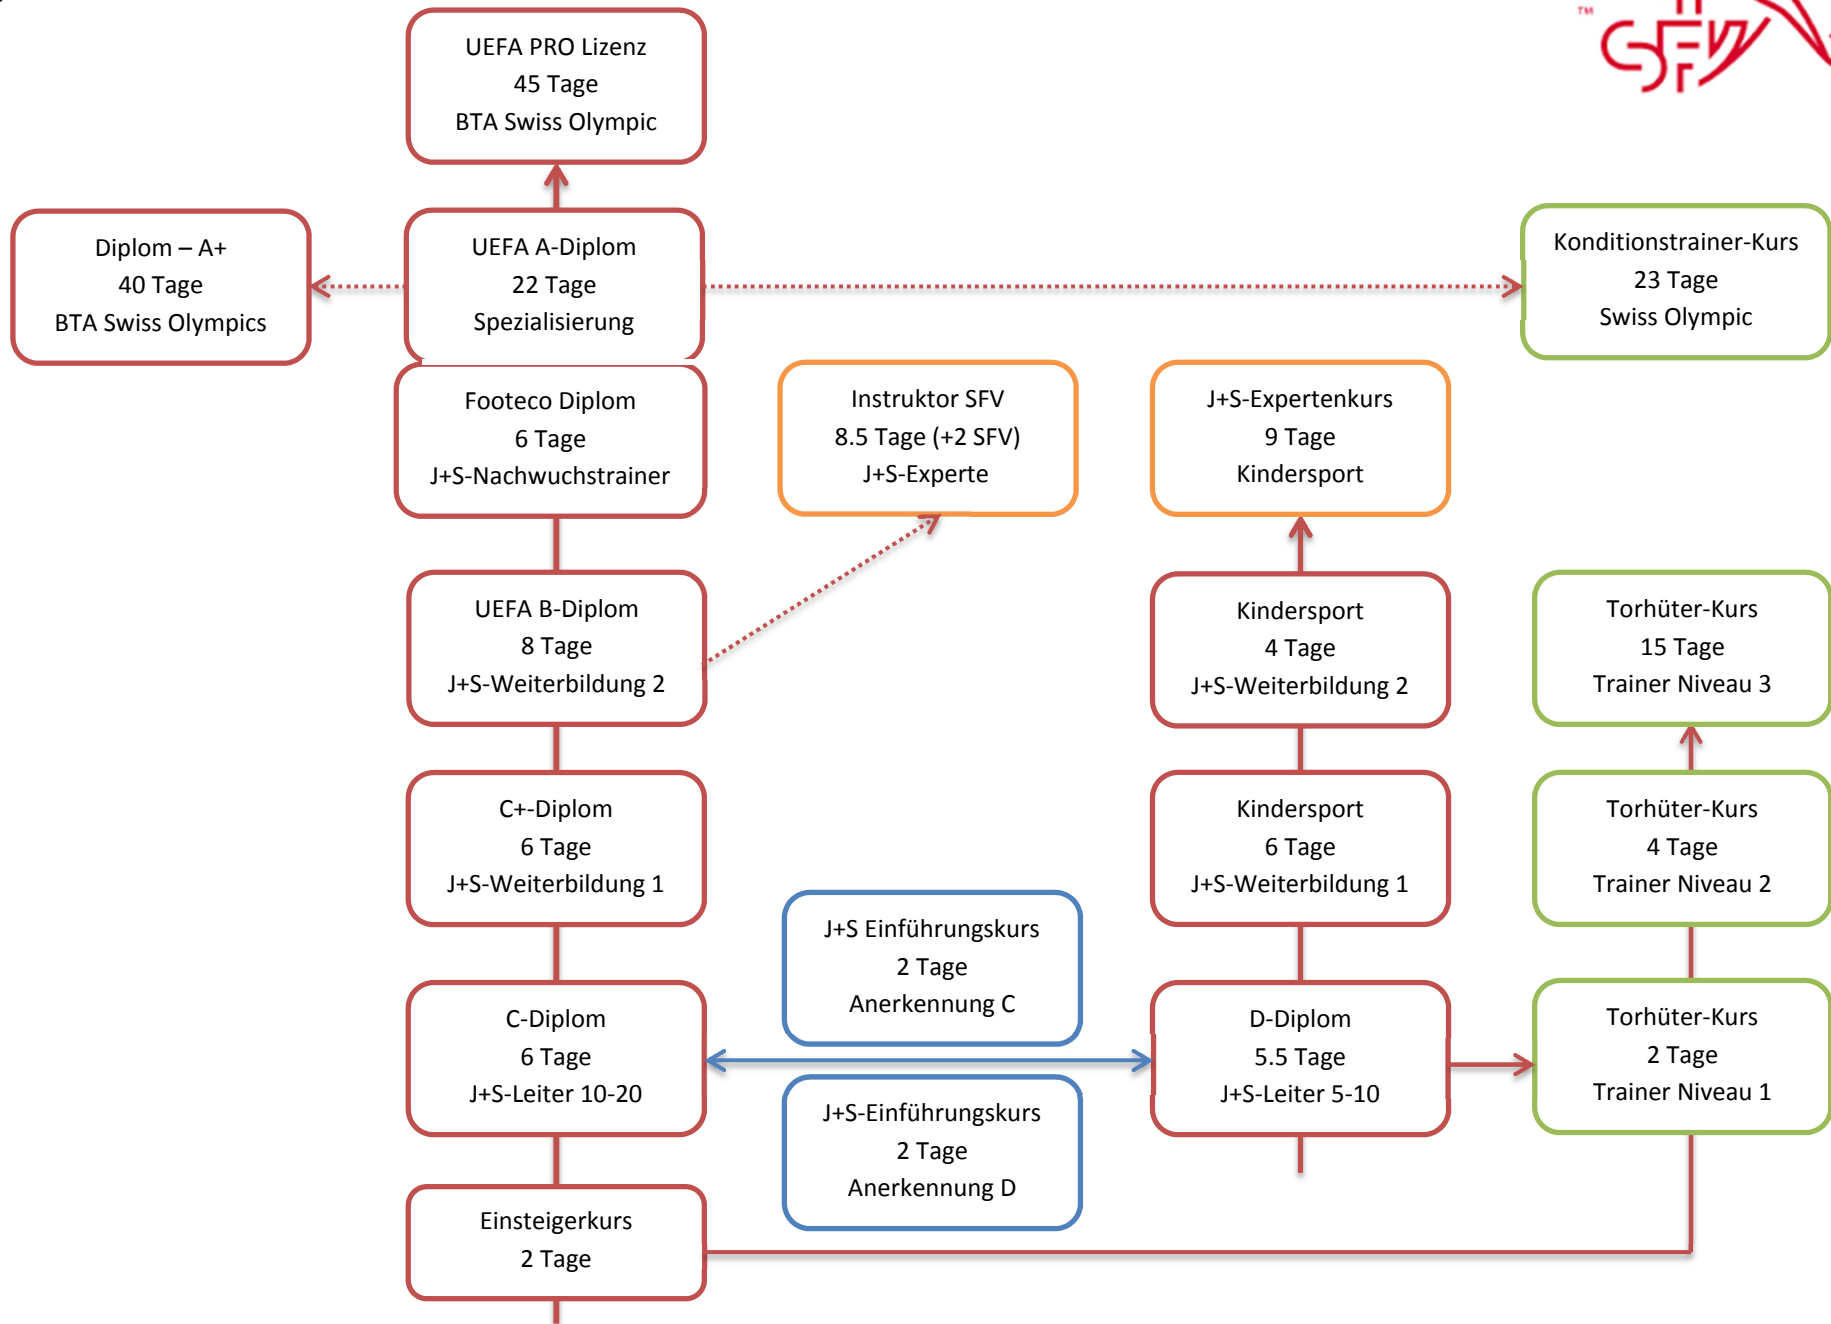 UEFA PRO Lizenz
45 Tage
BTA Swiss Olympic
™
SFV
Diplom – A+
40 Tage
BTA Swiss Olympics
UEFA A-Diplom
22 Tage
Spezialisierung
Konditionstrainer-Kurs
23 Tage
Swiss Olympic
Footeco Diplom
6 Tage
J+S-Nachwuchstrainer
Instruktor SFV
8.5 Tage (+2 SFV)
J+S-Experte
J+S-Expertenkurs
9 Tage
Kindersport
UEFA B-Diplom
8 Tage
J+S-Weiterbildung 2
Kindersport
4 Tage
J+S-Weiterbildung 2
Torhüter-Kurs
15 Tage
Trainer Niveau 3
C+-Diplom
6 Tage
J+S-Weiterbildung 1
Kindersport
6 Tage
J+S-Weiterbildung 1
Torhüter-Kurs
4 Tage
Trainer Niveau 2
J+S Einführungskurs
2 Tage
Anerkennung C
C-Diplom
6 Tage
J+S-Leiter 10-20
D-Diplom
5.5 Tage
J+S-Leiter 5-10
Torhüter-Kurs
2 Tage
Trainer Niveau 1
J+S-Einführungskurs
2 Tage
Anerkennung D
Einsteigerkurs
2 Tage